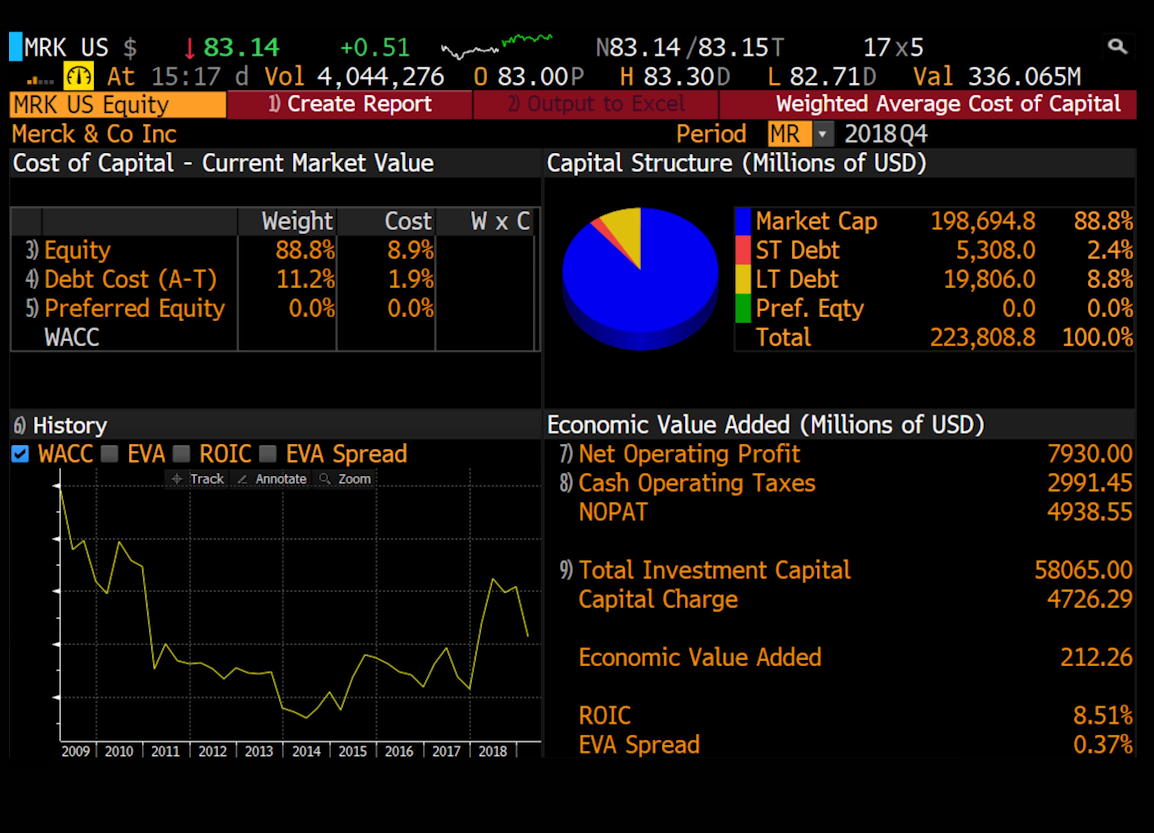 MRK US $ ↓ 83.14 +0.51 N83.14/83.15T 17x5
At 15:17 d Vol 4,044,276 O 83.00P H 83.30D L 82.71D Val 336.065M
MRK US Equity 1) Create Report 2) Output to Excel Weighted Average Cost of Capital
Merck & Co Inc Period MR 2018Q4
Cost of Capital - Current Market Value
Weight Cost W x C
3) Equity 88.8% 8.9%
4) Debt Cost (A-T) 11.2% 1.9%
5) Preferred Equity 0.0% 0.0%
WACC
Capital Structure (Millions of USD)
Market Cap 198,694.8 88.8%
ST Debt 5,308.0 2.4%
LT Debt 19,806.0 8.8%
Pref. Eqty 0.0 0.0%
Total 223,808.8 100.0%
6) History
WACC EVA ROIC EVA Spread
Track Annotate Zoom
2009 2010 2011 2012 2013 2014 2015 2016 2017 2018
Economic Value Added (Millions of USD)
7) Net Operating Profit 7930.00
8) Cash Operating Taxes 2991.45
NOPAT 4938.55
9) Total Investment Capital 58065.00
Capital Charge 4726.29
Economic Value Added 212.26
ROIC 8.51%
EVA Spread 0.37%